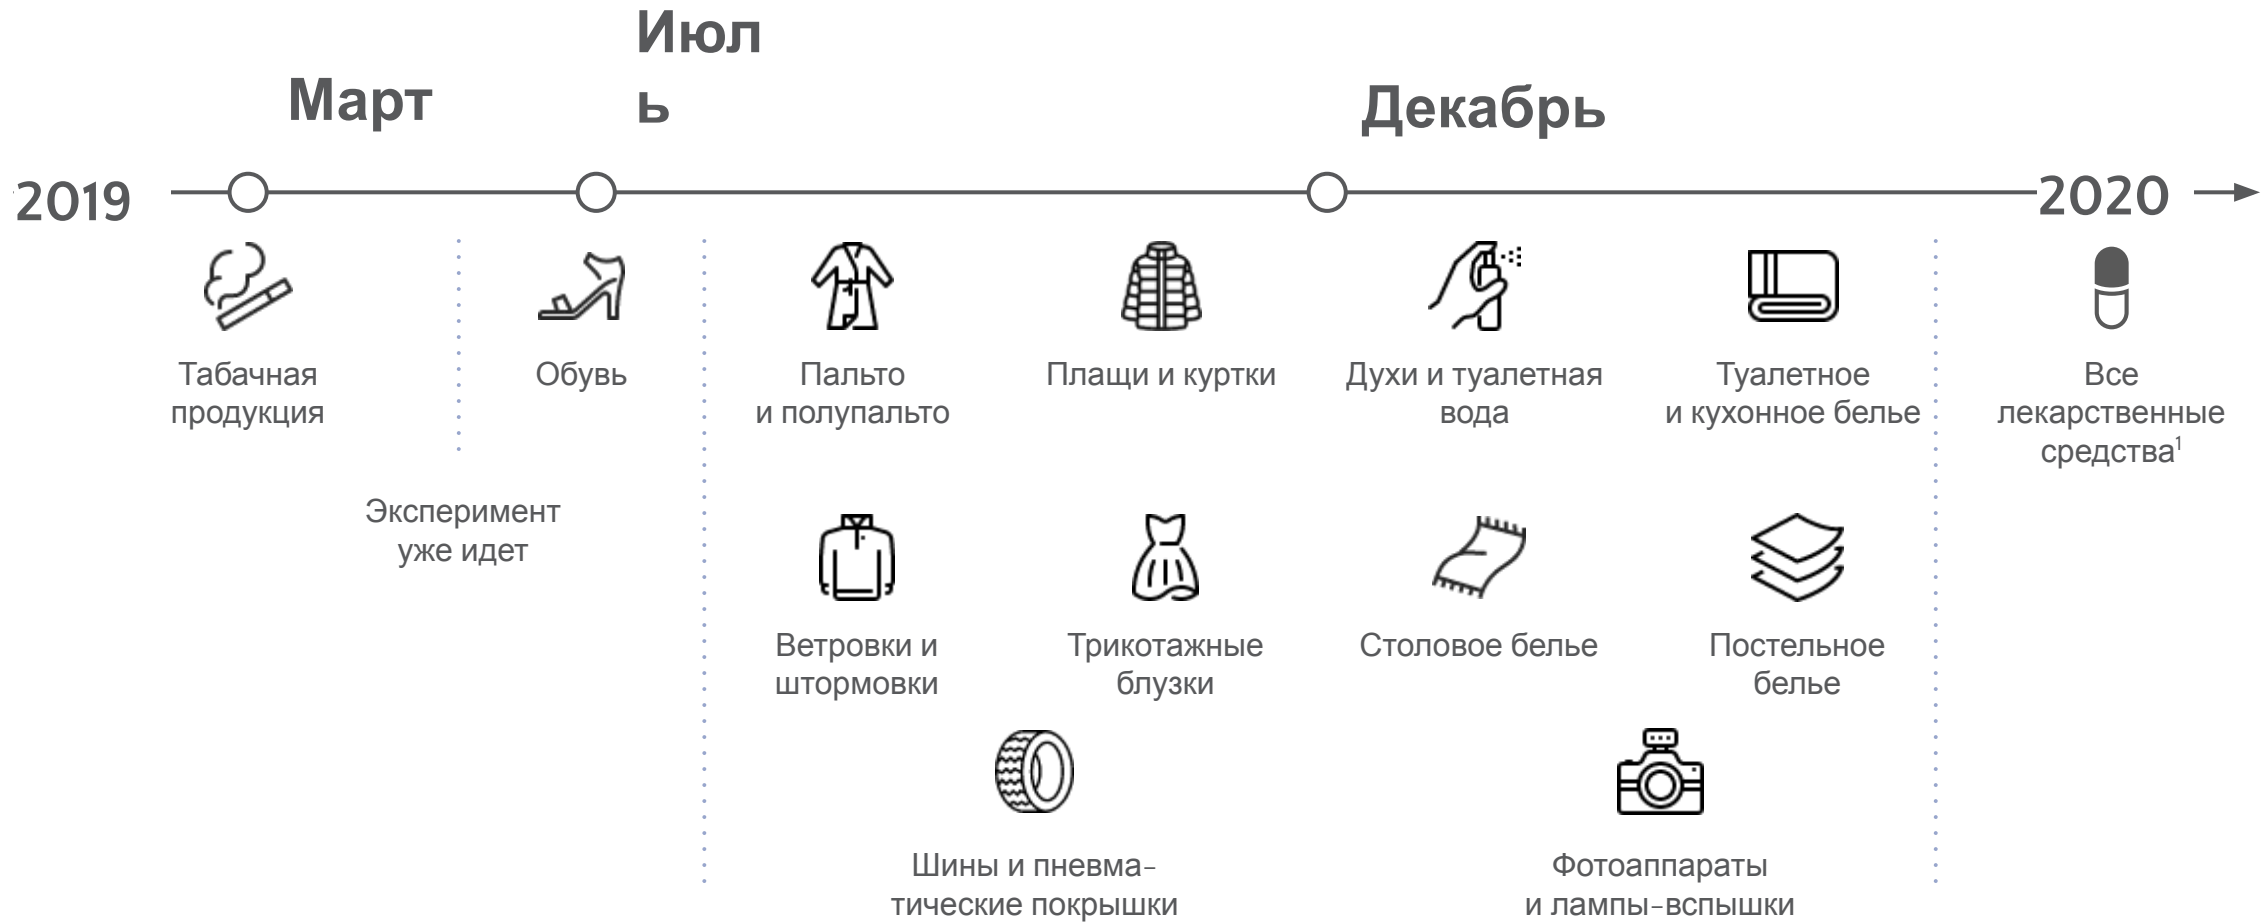 Июл
ь
Март
Декабрь
2019
2020
Табачная
продукция
Обувь
Пальто
и полупальто
Плащи и куртки
Духи и туалетная
вода
Туалетное
и кухонное белье
Все
лекарственные
средства¹
Эксперимент
уже идет
Ветровки и
штормовки
Трикотажные
блузки
Столовое белье
Постельное
белье
Шины и пневма-
тические покрышки
Фотоаппараты
и лампы-вспышки